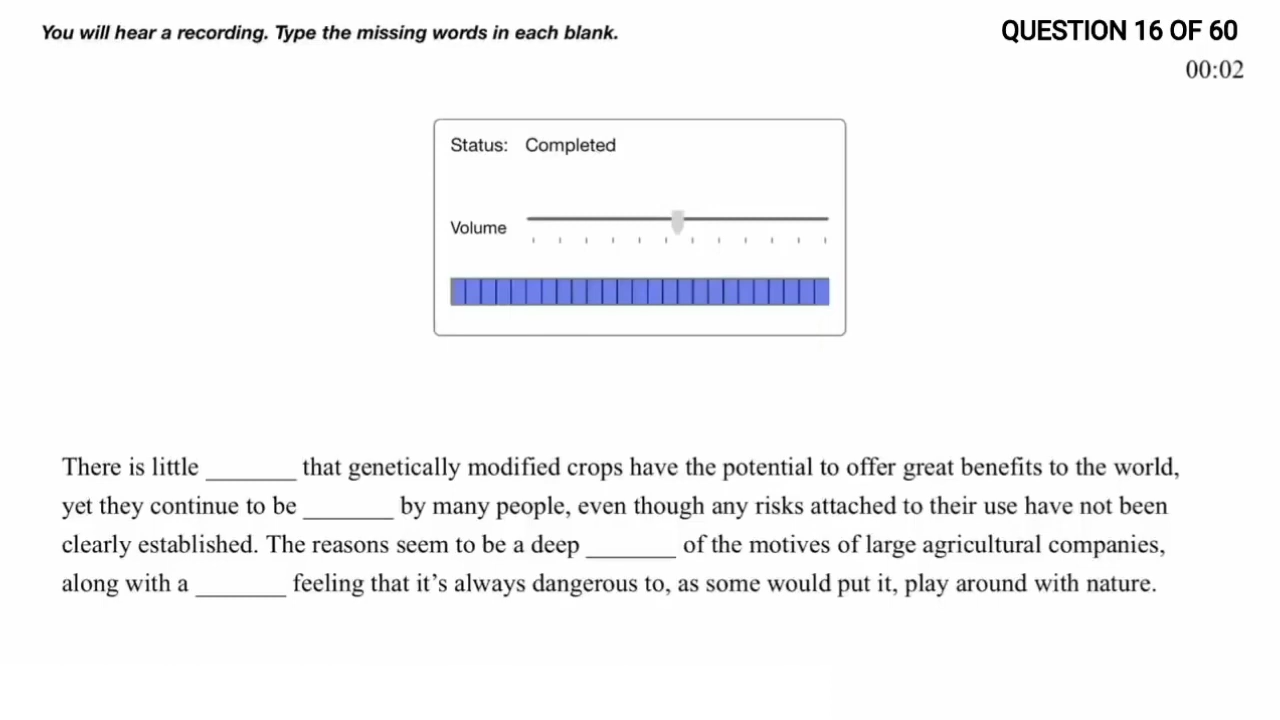 You will hear a recording. Type the missing words in each blank.
QUESTION 16 OF 60
00:02
Status: Completed
Volume
There is little _______ that genetically modified crops have the potential to offer great benefits to the world,
yet they continue to be _______ by many people, even though any risks attached to their use have not been
clearly established. The reasons seem to be a deep _______ of the motives of large agricultural companies,
along with a _______ feeling that it’s always dangerous to, as some would put it, play around with nature.